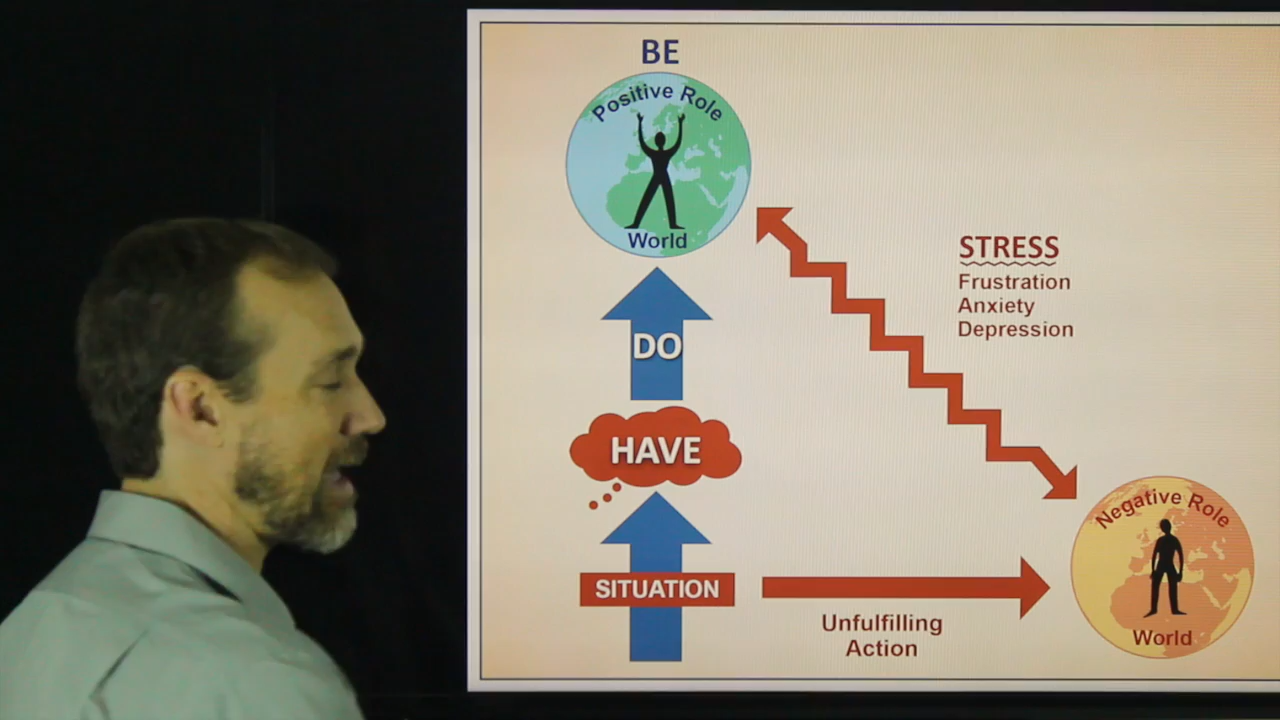 BE
Positive Role
World
DO
HAVE
SITUATION
STRESS
Frustration
Anxiety
Depression
Unfulfilling
Action
Negative Role
World